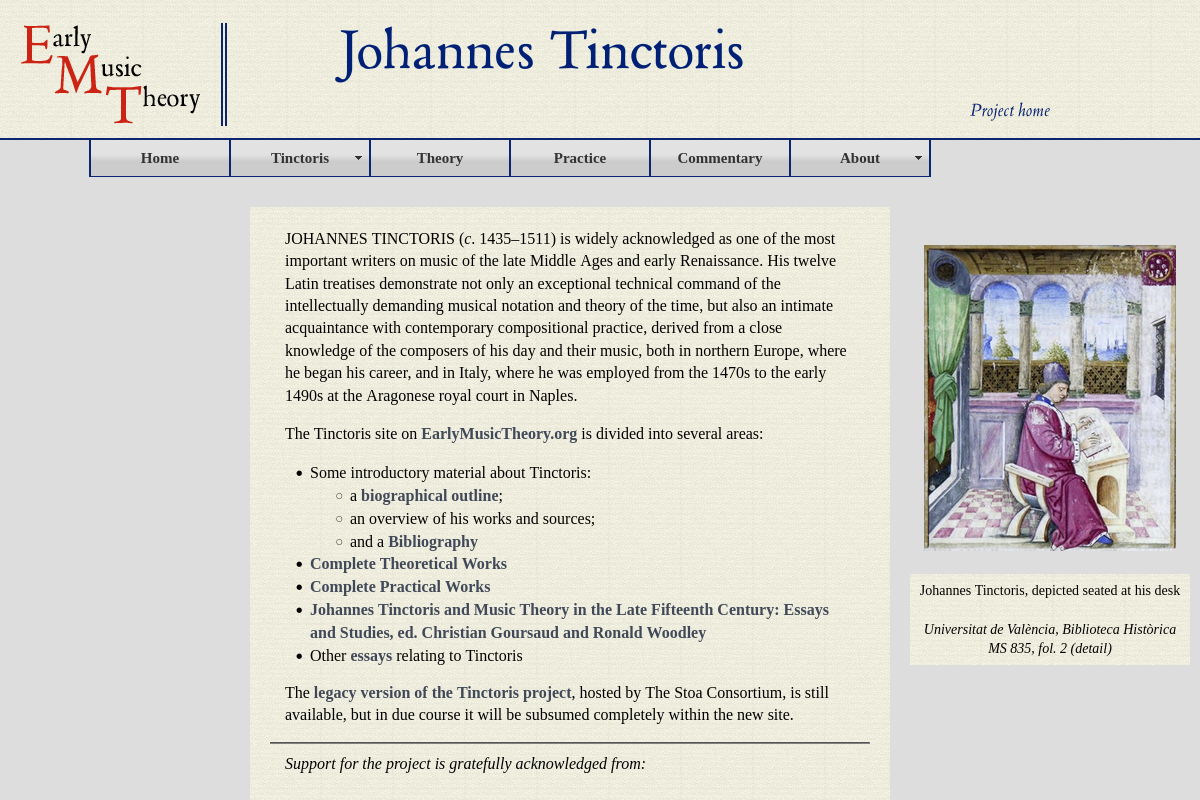 Early
Music
Theory
Johannes Tinctoris
Project home
Home
Tinctoris
Theory
Practice
Commentary
About
JOHANNES TINCTORIS (c. 1435–1511) is widely acknowledged as one of the most
important writers on music of the late Middle Ages and early Renaissance. His twelve
Latin treatises demonstrate not only an exceptional technical command of the
intellectually demanding musical notation and theory of the time, but also an intimate
acquaintance with contemporary compositional practice, derived from a close
knowledge of the composers of his day and their music, both in northern Europe, where
he began his career, and in Italy, where he was employed from the 1470s to the early
1490s at the Aragonese royal court in Naples.
The Tinctoris site on EarlyMusicTheory.org is divided into several areas:
Some introductory material about Tinctoris:
a biographical outline;
an overview of his works and sources;
and a Bibliography
Complete Theoretical Works
Complete Practical Works
Johannes Tinctoris and Music Theory in the Late Fifteenth Century: Essays
and Studies, ed. Christian Goursaud and Ronald Woodley
Other essays relating to Tinctoris
The legacy version of the Tinctoris project, hosted by The Stoa Consortium, is still
available, but in due course it will be subsumed completely within the new site.
Support for the project is gratefully acknowledged from:
Johannes Tinctoris, depicted seated at his desk
Universitat de València, Biblioteca Històrica
MS 835, fol. 2 (detail)